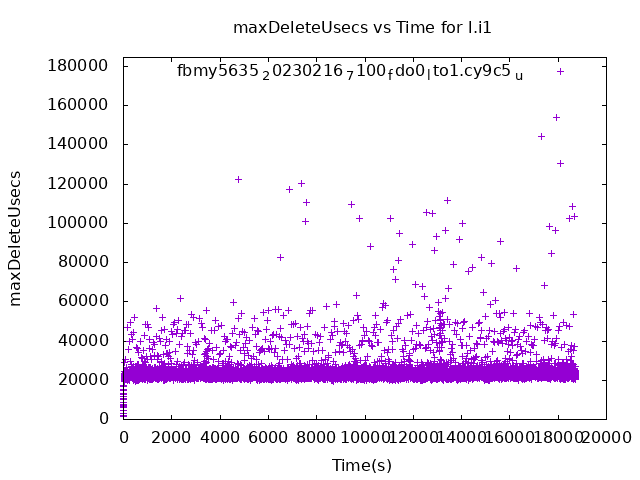 maxDeleteUsecs vs Time for l.i1
fbmy5635_20230216_7100_fdo0_lto1.cy9c5_u
180000
160000
140000
120000
100000
80000
60000
40000
20000
0
maxDeleteUsecs
0 2000 4000 6000 8000 10000 12000 14000 16000 18000 20000
Time(s)